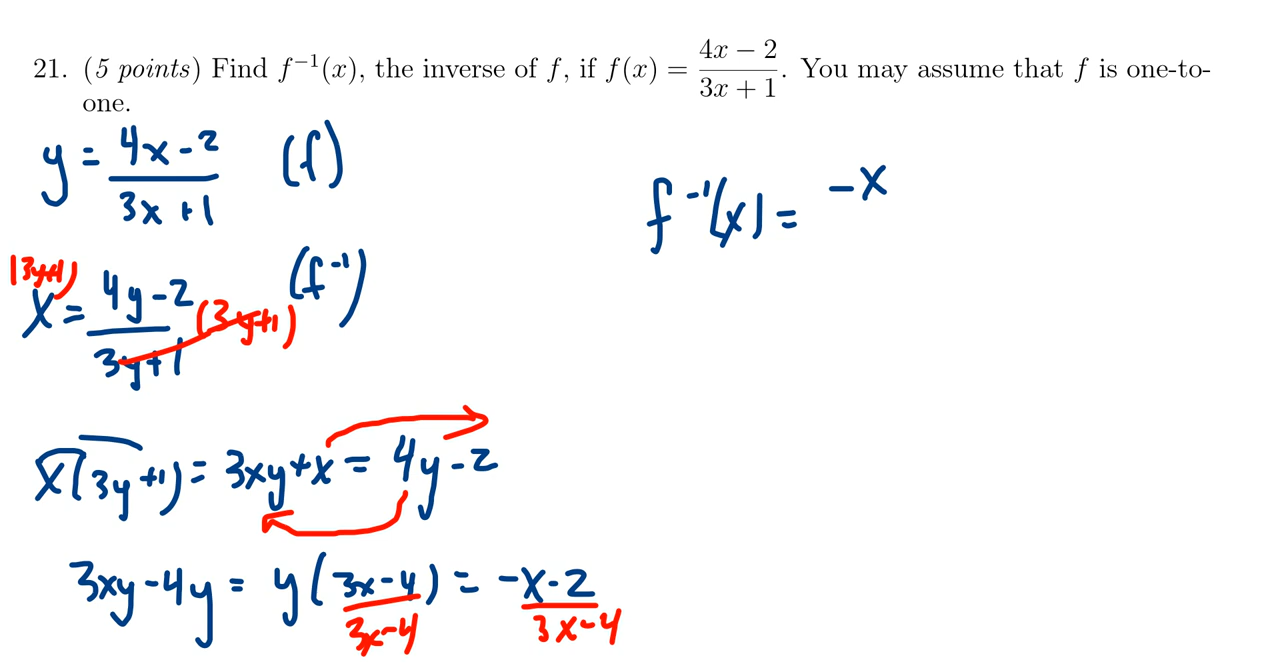 21. (5 points) Find f⁻¹(x), the inverse of f, if f(x) = (4x − 2)/(3x + 1). You may assume that f is one-to-
one.
y = (4x - 2)/(3x + 1) (f)
f⁻¹(x) = -x
(3y+1) x = (4y - 2)/(3y + 1) (3y+1) (f⁻¹)
x(3y+1) = 3xy + x = 4y - 2
3xy - 4y = y(3x - 4) = -x - 2
3x-4 3x-4